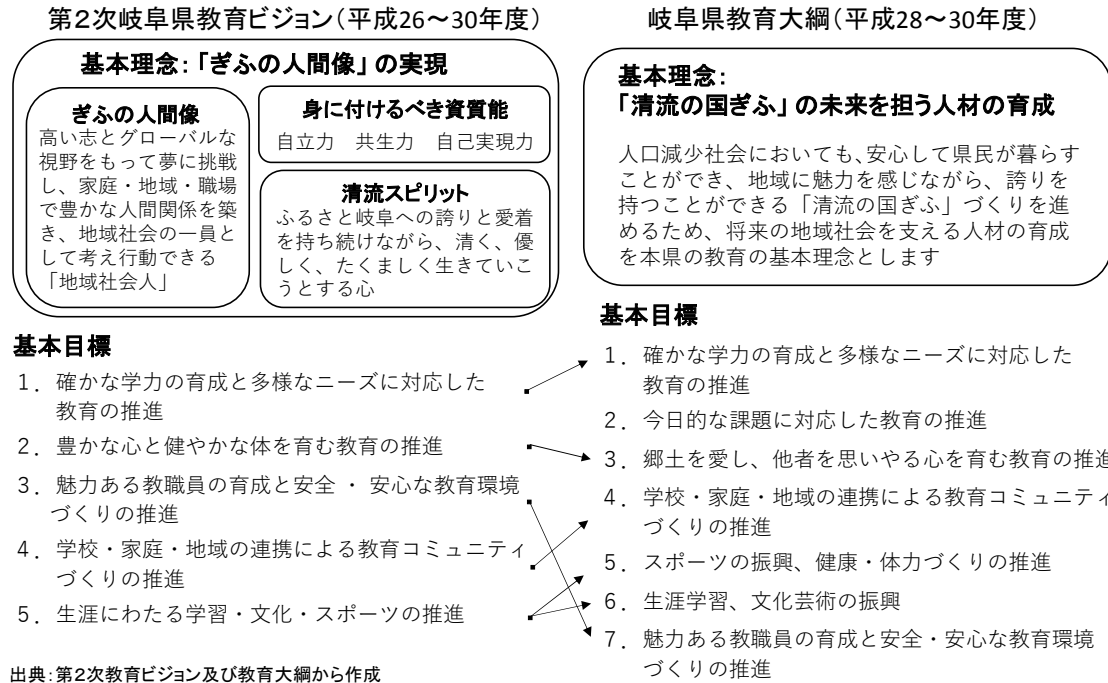 第２次岐阜県教育ビジョン（平成26～30年度）
基本理念：「ぎふの人間像」の実現
ぎふの人間像
高い志とグローバルな
視野をもって夢に挑戦
し、家庭・地域・職場
で豊かな人間関係を築
き、地域社会の一員と
して考え行動できる
「地域社会人」
身に付けるべき資質能
自立力　共生力　自己実現力
清流スピリット
ふるさと岐阜への誇りと愛着
を持ち続けながら、清く、優
しく、たくましく生きていこ
うとする心
基本目標
１．確かな学力の育成と多様なニーズに対応した
教育の推進
２．豊かな心と健やかな体を育む教育の推進
３．魅力ある教職員の育成と安全 ・ 安心な教育環境
づくりの推進
４．学校・家庭・地域の連携による教育コミュニティ
づくりの推進
５．生涯にわたる学習・文化・スポーツの推進
出典：第２次教育ビジョン及び教育大綱から作成
岐阜県教育大綱（平成28～30年度）
基本理念：
「清流の国ぎふ」の未来を担う人材の育成
人口減少社会においても、安心して県民が暮らす
ことができ、地域に魅力を感じながら、誇りを
持つことができる「清流の国ぎふ」づくりを進
めるため、将来の地域社会を支える人材の育成
を本県の教育の基本理念とします
基本目標
１．確かな学力の育成と多様なニーズに対応した
教育の推進
２．今日的な課題に対応した教育の推進
３．郷土を愛し、他者を思いやる心を育む教育の推進
４．学校・家庭・地域の連携による教育コミュニティ
づくりの推進
５．スポーツの振興、健康・体力づくりの推進
６．生涯学習、文化芸術の振興
７．魅力ある教職員の育成と安全・安心な教育環境
づくりの推進